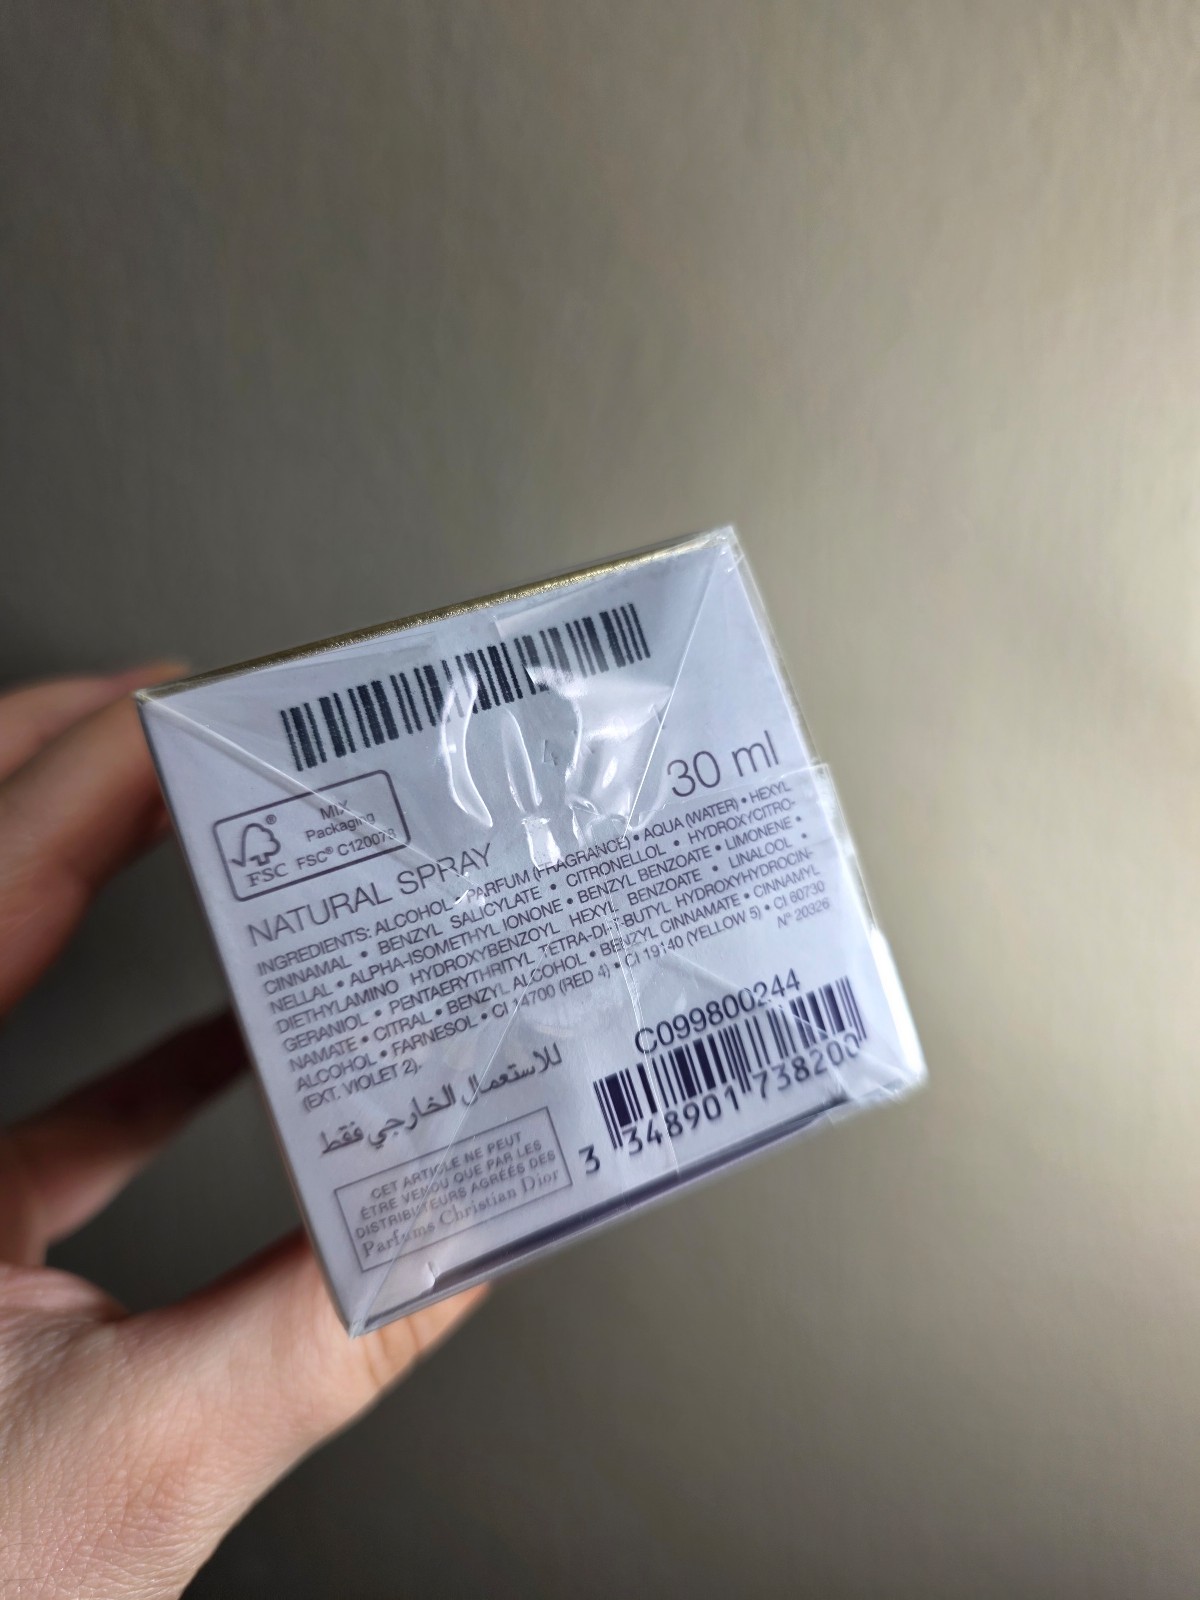 4
30 ml
FSC®
MIX
Packaging
FSC® C120078
NATURAL SPRAY
INGREDIENTS: ALCOHOL • PARFUM (FRAGRANCE) • AQUA (WATER) • HEXYL
CINNAMAL • BENZYL SALICYLATE • CITRONELLOL • HYDROXYCITRO-
NELLAL • ALPHA-ISOMETHYL IONONE • BENZYL BENZOATE • LIMONENE •
DIETHYLAMINO HYDROXYBENZOYL HEXYL BENZOATE • LINALOOL •
GERANIOL • PENTAERYTHRITYL TETRA-DI-T-BUTYL HYDROXYHYDROCIN-
NAMATE • CITRAL • BENZYL ALCOHOL • BENZYL CINNAMATE • CINNAMYL
ALCOHOL • FARNESOL • CI 14700 (RED 4) • CI 19140 (YELLOW 5) • CI 60730
(EXT. VIOLET 2).
N° 20326
للاستعمال الخارجي فقط
C099800244
3 348901 738200
CET ARTICLE NE PEUT
ÊTRE VENDU QUE PAR LES
DISTRIBUTEURS AGRÉÉS DES
Parfums Christian Dior